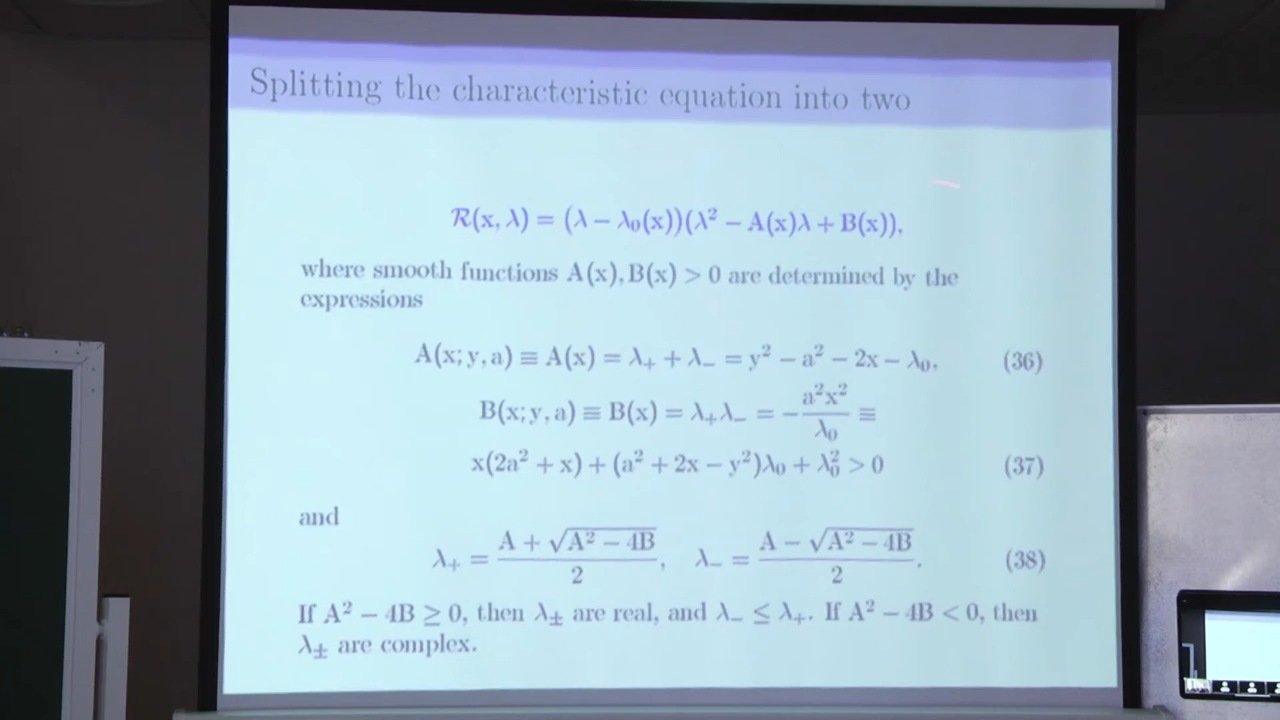 Splitting the characteristic equation into two
R(x, λ) = (λ − λ₀(x))(λ² − A(x)λ + B(x)),
where smooth functions A(x), B(x) > 0 are determined by the
expressions
A(x; y, a) ≡ A(x) = λ₊ + λ₋ = y² − a² − 2x − λ₀, (36)
B(x; y, a) ≡ B(x) = λ₊λ₋ = −a²x²/λ₀ ≡
x(2a² + x) + (a² + 2x − y²)λ₀ + λ₀² > 0 (37)
and
λ₊ = (A + √(A² − 4B))/2, λ₋ = (A − √(A² − 4B))/2. (38)
If A² − 4B ≥ 0, then λ± are real, and λ₋ ≤ λ₊. If A² − 4B < 0, then
λ± are complex.